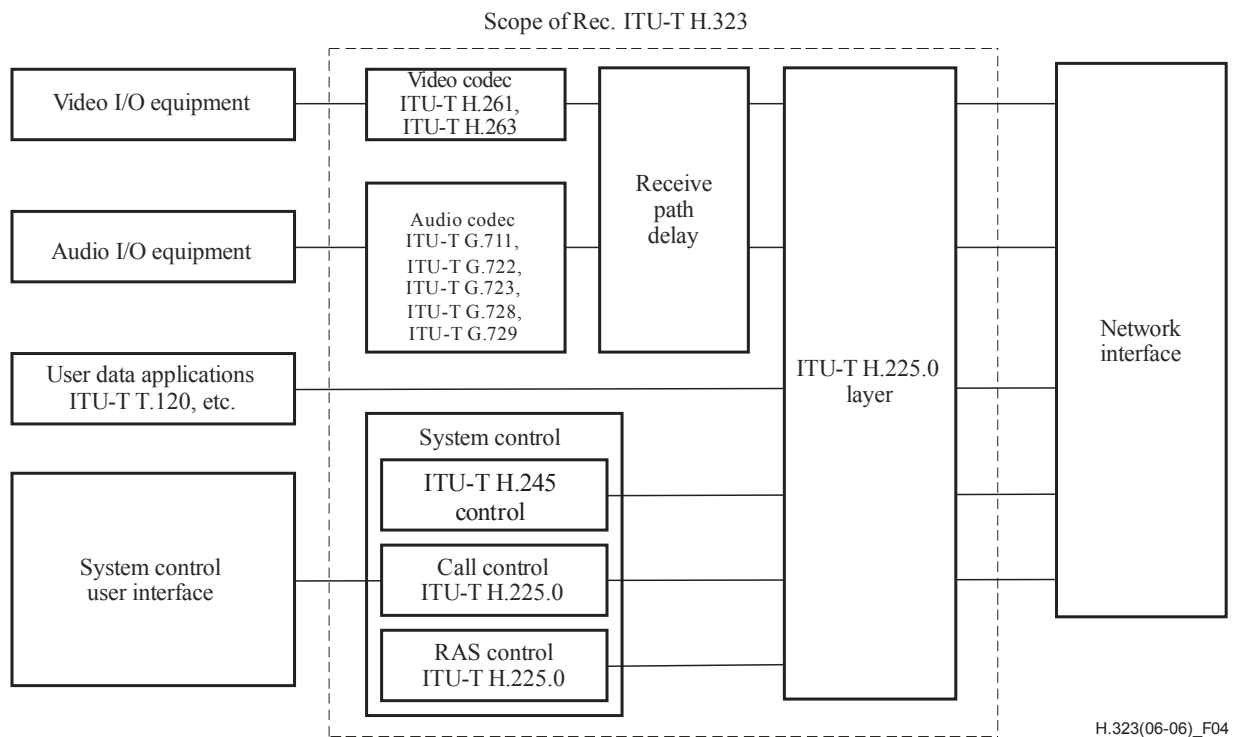 Scope of Rec. ITU-T H.323
Video I/O equipment
Video codec
ITU-T H.261,
ITU-T H.263
Receive
path
delay
Audio I/O equipment
Audio codec
ITU-T G.711,
ITU-T G.722,
ITU-T G.723,
ITU-T G.728,
ITU-T G.729
User data applications
ITU-T T.120, etc.
ITU-T H.225.0
layer
Network
interface
System control
ITU-T H.245
control
System control
user interface
Call control
ITU-T H.225.0
RAS control
ITU-T H.225.0
H.323(06-06)_F04